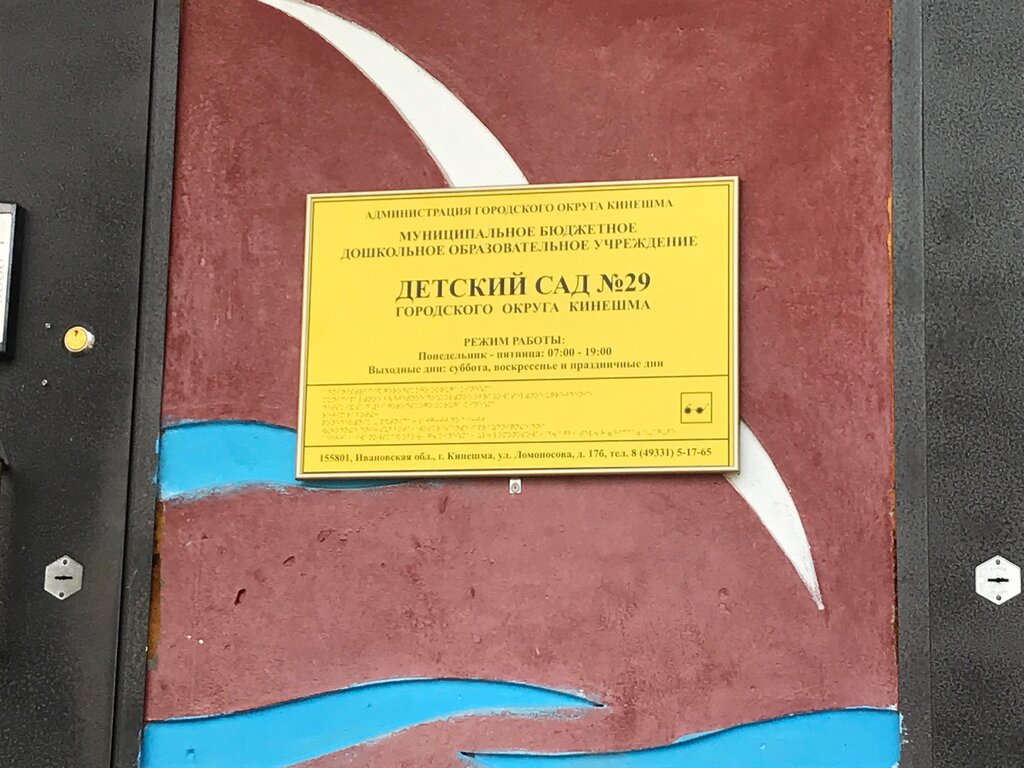 АДМИНИСТРАЦИЯ ГОРОДСКОГО ОКРУГА КИНЕШМА
МУНИЦИПАЛЬНОЕ БЮДЖЕТНОЕ
ДОШКОЛЬНОЕ ОБРАЗОВАТЕЛЬНОЕ УЧРЕЖДЕНИЕ
ДЕТСКИЙ САД №29
ГОРОДСКОГО ОКРУГА КИНЕШМА
РЕЖИМ РАБОТЫ:
Понедельник - пятница: 07:00 - 19:00
Выходные дни: суббота, воскресенье и праздничные дни
155801, Ивановская обл., г. Кинешма, ул. Ломоносова, д. 17б, тел. 8 (49331) 5-17-65